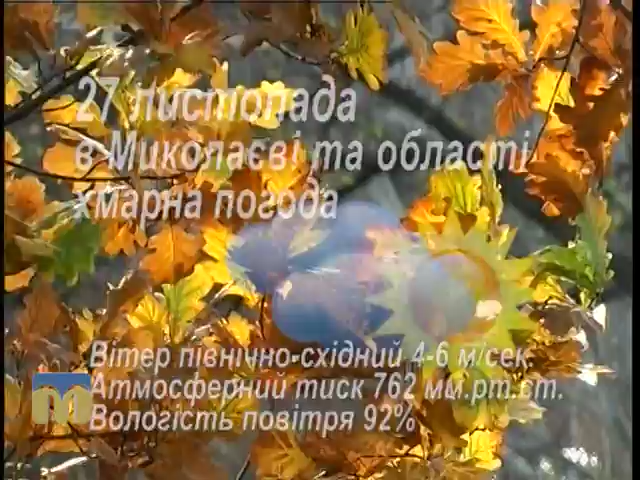 27 листопада
в Миколаєві та області
хмарна погода
Вітер північно-східний 4-6 м/сек
Атмосферний тиск 762 мм.рт.ст.
Вологість повітря 92%